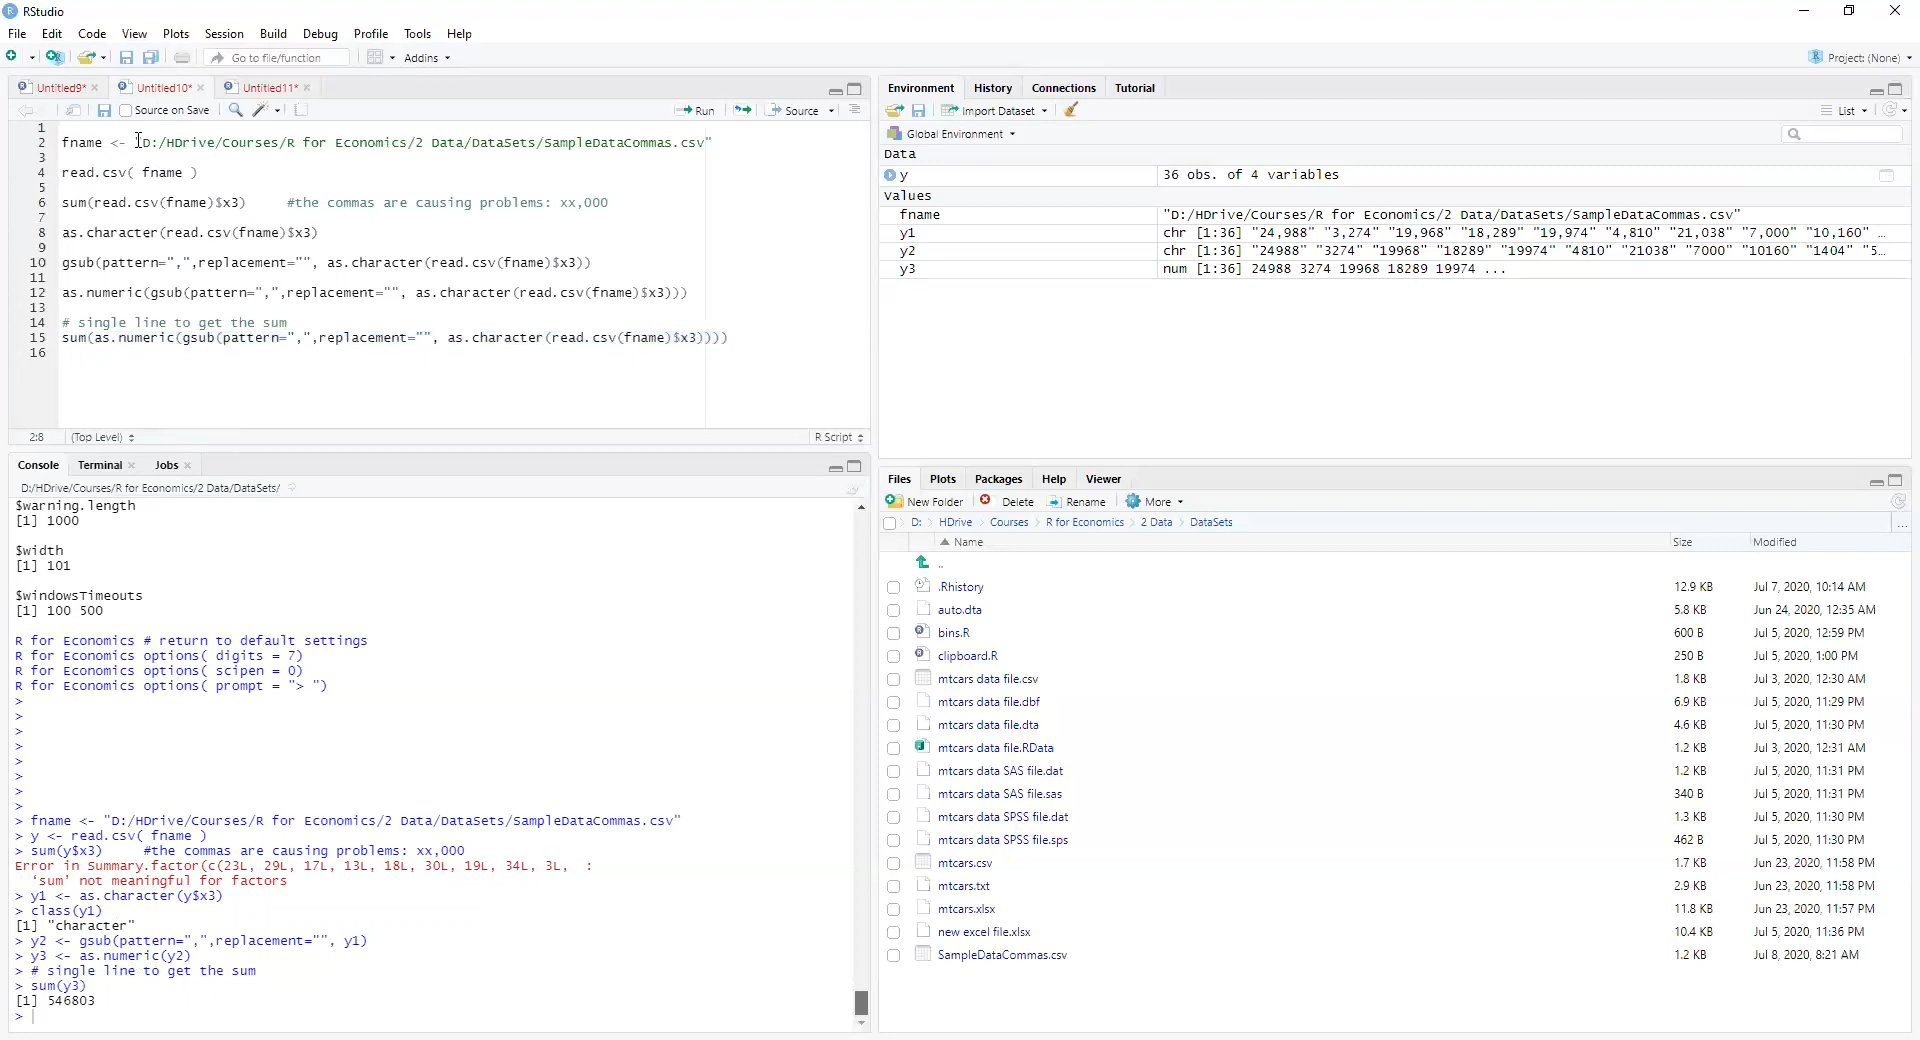 RStudio
File Edit Code View Plots Session Build Debug Profile Tools Help
Go to file/function Addins Project: (None)
Untitled9* Untitled10* Untitled11*
Source on Save Run Source
1
2 fname <- "D:/HDrive/Courses/R for Economics/2 Data/DataSets/SampleDataCommas.csv"
3
4 read.csv( fname )
5
6 sum(read.csv(fname)$x3) #the commas are causing problems: xx,000
7
8 as.character(read.csv(fname)$x3)
9
10 gsub(pattern=",",replacement="", as.character(read.csv(fname)$x3))
11
12 as.numeric(gsub(pattern=",",replacement="", as.character(read.csv(fname)$x3)))
13
14 # single line to get the sum
15 sum(as.numeric(gsub(pattern=",",replacement="", as.character(read.csv(fname)$x3))))
16
2:8 (Top Level) R Script
Console Terminal Jobs
D:/HDrive/Courses/R for Economics/2 Data/DataSets/
$warning.length
[1] 1000
$width
[1] 101
$windowsTimeouts
[1] 100 500
R for Economics # return to default settings
R for Economics options( digits = 7)
R for Economics options( scipen = 0)
R for Economics options( prompt = "> ")
>
>
>
>
>
>
>
>
> fname <- "D:/HDrive/Courses/R for Economics/2 Data/DataSets/SampleDataCommas.csv"
> y <- read.csv( fname )
> sum(y$x3) #the commas are causing problems: xx,000
Error in Summary.factor(c(23L, 29L, 17L, 13L, 18L, 30L, 19L, 34L, 3L, :
‘sum’ not meaningful for factors
> y1 <- as.character(y$x3)
> class(y1)
[1] "character"
> y2 <- gsub(pattern=",",replacement="", y1)
> y3 <- as.numeric(y2)
> # single line to get the sum
> sum(y3)
[1] 546803
>
Environment History Connections Tutorial
Import Dataset List
Global Environment
Data
y 36 obs. of 4 variables
Values
fname "D:/HDrive/Courses/R for Economics/2 Data/DataSets/SampleDataCommas.csv"
y1 chr [1:36] "24,988" "3,274" "19,968" "18,289" "19,974" "4,810" "21,038" "7,000" "10,160" …
y2 chr [1:36] "24988" "3274" "19968" "18289" "19974" "4810" "21038" "7000" "10160" "1404" "5…
y3 num [1:36] 24988 3274 19968 18289 19974 ...
Files Plots Packages Help Viewer
New Folder Delete Rename More
D: HDrive Courses R for Economics 2 Data DataSets ...
Name Size Modified
..
.Rhistory 12.9 KB Jul 7, 2020, 10:14 AM
auto.dta 5.8 KB Jun 24, 2020, 12:35 AM
bins.R 600 B Jul 5, 2020, 12:59 PM
clipboard.R 250 B Jul 5, 2020, 1:00 PM
mtcars data file.csv 1.8 KB Jul 3, 2020, 12:30 AM
mtcars data file.dbf 6.9 KB Jul 5, 2020, 11:29 PM
mtcars data file.dta 4.6 KB Jul 5, 2020, 11:30 PM
mtcars data file.RData 1.2 KB Jul 3, 2020, 12:31 AM
mtcars data SAS file.dat 1.2 KB Jul 5, 2020, 11:31 PM
mtcars data SAS file.sas 340 B Jul 5, 2020, 11:31 PM
mtcars data SPSS file.dat 1.3 KB Jul 5, 2020, 11:30 PM
mtcars data SPSS file.sps 462 B Jul 5, 2020, 11:30 PM
mtcars.csv 1.7 KB Jun 23, 2020, 11:58 PM
mtcars.txt 2.9 KB Jun 23, 2020, 11:58 PM
mtcars.xlsx 11.8 KB Jun 23, 2020, 11:57 PM
new excel file.xlsx 10.4 KB Jul 5, 2020, 11:36 PM
SampleDataCommas.csv 1.2 KB Jul 8, 2020, 8:21 AM